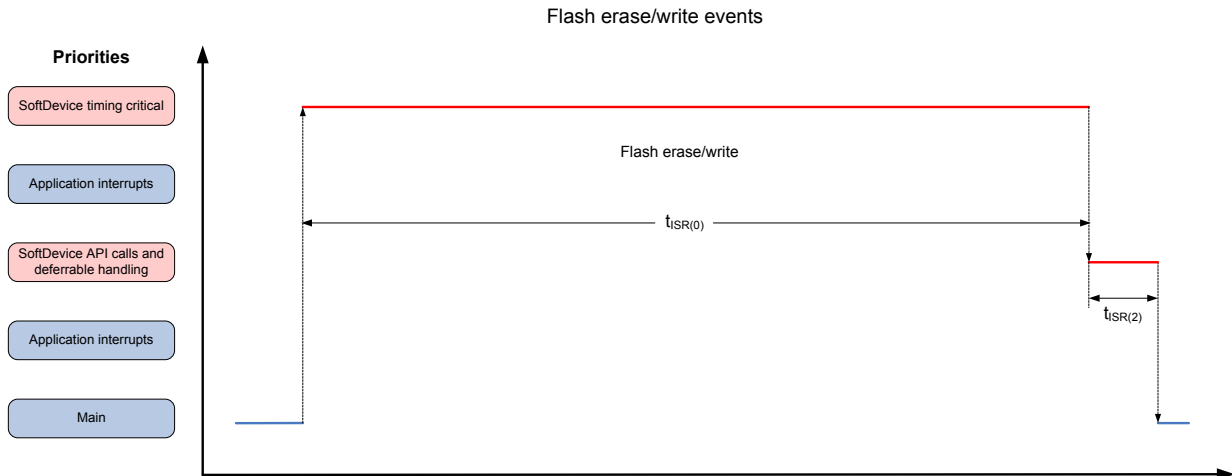 Flash erase/write events
Priorities
SoftDevice timing critical
Flash erase/write
Application interrupts
tISR(0)
SoftDevice API calls and
deferrable handling
tISR(2)
Application interrupts
Main